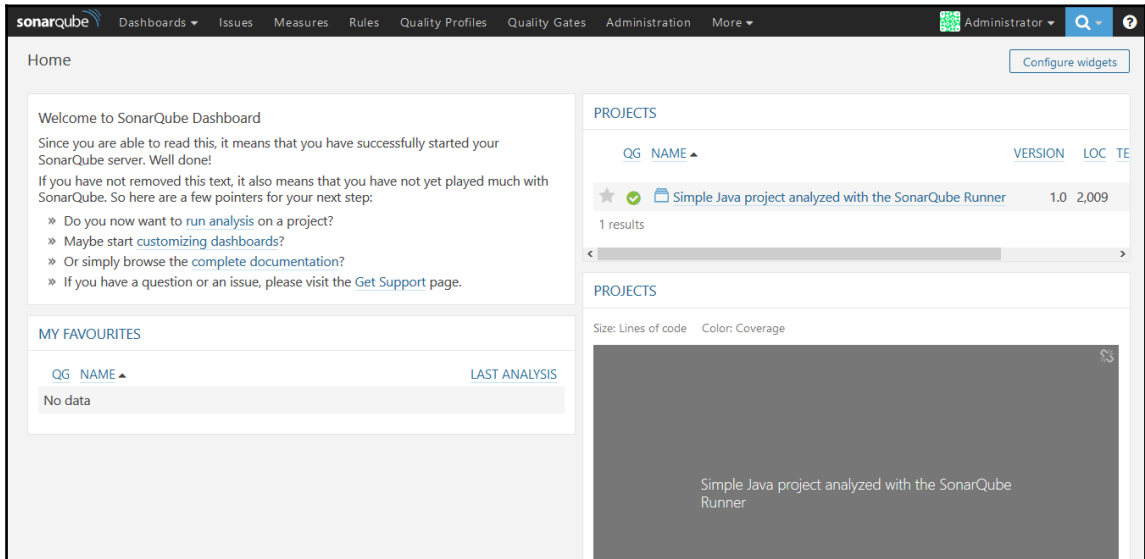 sonarqube Dashboards Issues Measures Rules Quality Profiles Quality Gates Administration More Administrator ?
Home
Configure widgets
Welcome to SonarQube Dashboard
Since you are able to read this, it means that you have successfully started your
SonarQube server. Well done!
If you have not removed this text, it also means that you have not yet played much with
SonarQube. So here are a few pointers for your next step:
» Do you now want to run analysis on a project?
» Maybe start customizing dashboards?
» Or simply browse the complete documentation?
» If you have a question or an issue, please visit the Get Support page.
MY FAVOURITES
QG NAME LAST ANALYSIS
No data
PROJECTS
QG NAME VERSION LOC TE
Simple Java project analyzed with the SonarQube Runner 1.0 2,009
1 results
PROJECTS
Size: Lines of code Color: Coverage
Simple Java project analyzed with the SonarQube
Runner